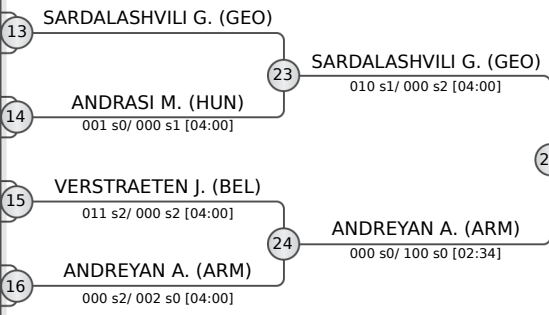 13
SARDALASHVILI G. (GEO)
23
SARDALASHVILI G. (GEO)
010 s1/ 000 s2 [04:00]
14
ANDRASI M. (HUN)
001 s0/ 000 s1 [04:00]
15
VERSTRAETEN J. (BEL)
011 s2/ 000 s2 [04:00]
24
ANDREYAN A. (ARM)
000 s0/ 100 s0 [02:34]
16
ANDREYAN A. (ARM)
000 s2/ 002 s0 [04:00]